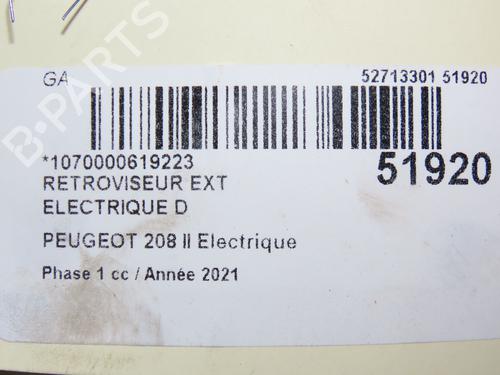 GA
52713301 51920
*1070000619223
51920
RETROVISEUR EXT
ELECTRIQUE D
PEUGEOT 208 II Electrique
Phase 1 cc / Année 2021
B-PARTS